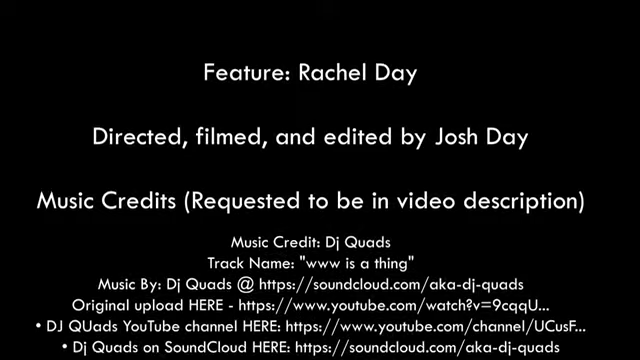 Feature: Rachel Day
Directed, filmed, and edited by Josh Day
Music Credits (Requested to be in video description)
Music Credit: Dj Quads
Track Name: "www is a thing"
Music By: Dj Quads @ https://soundcloud.com/aka-dj-quads
Original upload HERE - https://www.youtube.com/watch?v=9cqqU...
• DJ QUads YouTube channel HERE: https://www.youtube.com/channel/UCusF...
• Dj Quads on SoundCloud HERE: https://soundcloud.com/aka-dj-quads